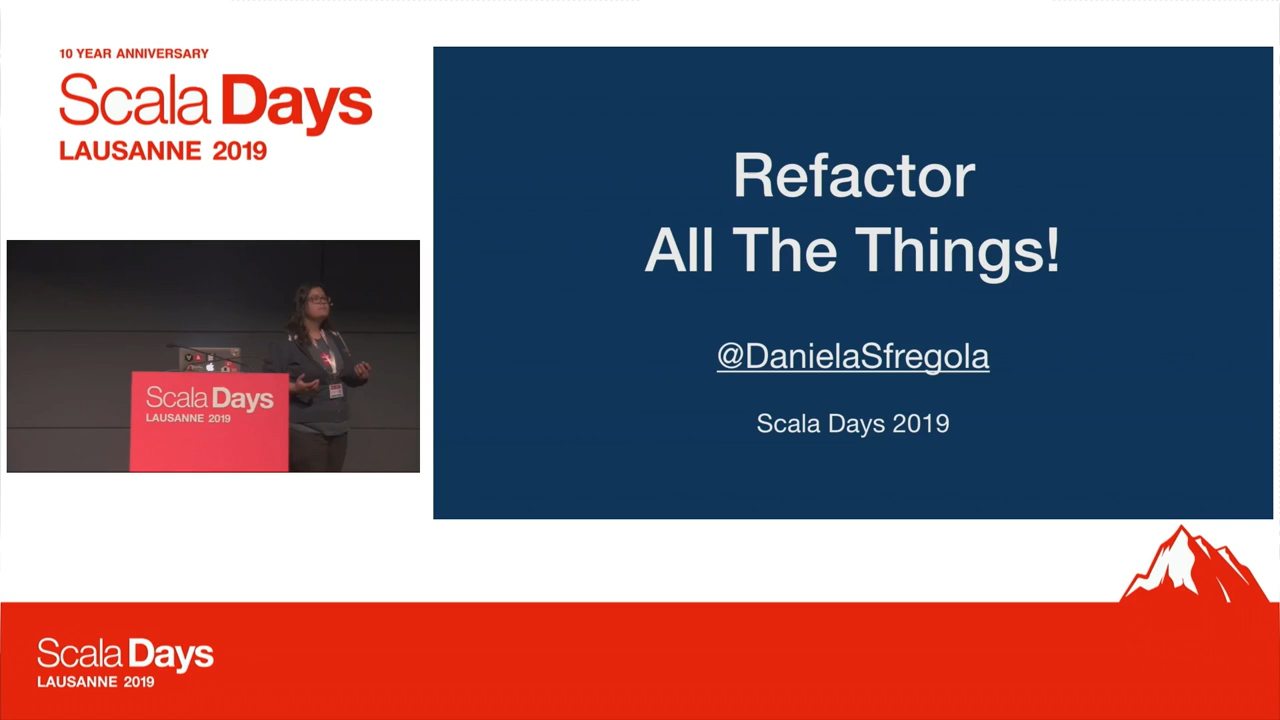 10 YEAR ANNIVERSARY
Scala Days
LAUSANNE 2019
Refactor
All The Things!
@DanielaSfregola
Scala Days 2019
Scala Days
LAUSANNE 2019
Scala Days
LAUSANNE 2019